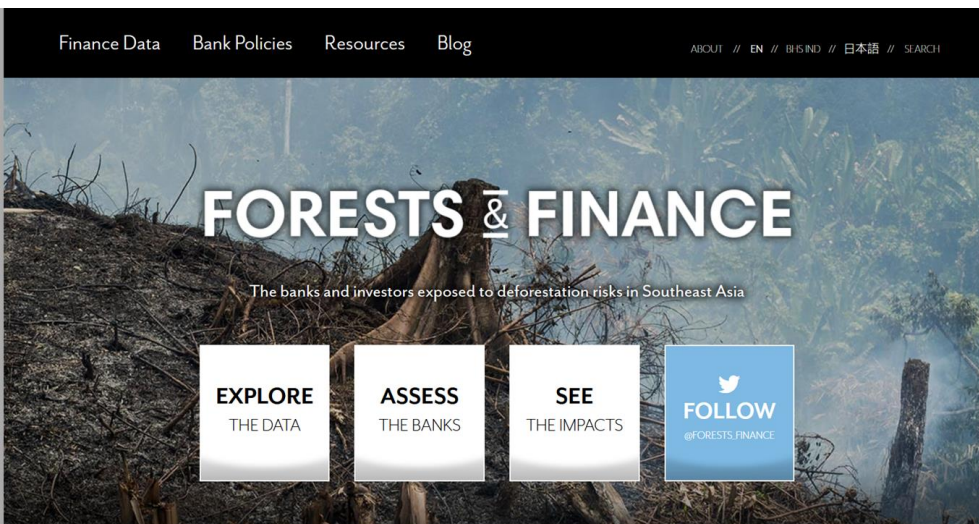 Finance Data Bank Policies Resources Blog
ABOUT // EN // BHS IND // 日本語 // SEARCH
FORESTS & FINANCE
The banks and investors exposed to deforestation risks in Southeast Asia
EXPLORE
THE DATA
ASSESS
THE BANKS
SEE
THE IMPACTS
FOLLOW
@FORESTS_FINANCE